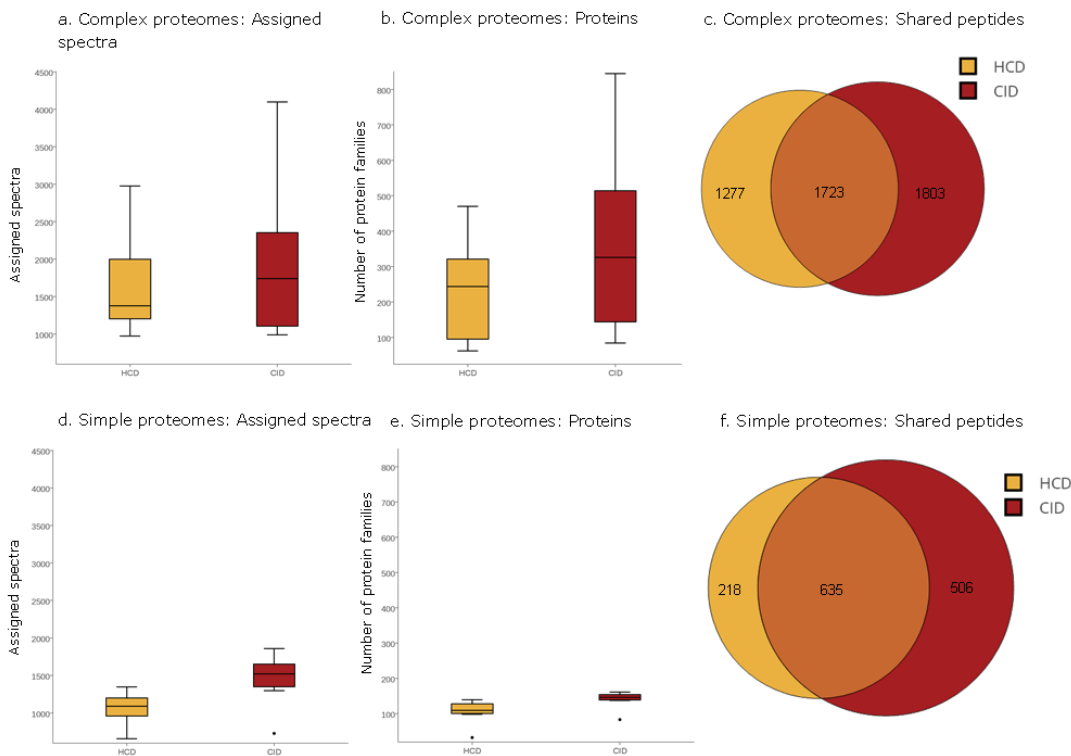 a. Complex proteomes: Assigned
spectra
4500
4000
3500
3000
2500
2000
1500
1000
Assigned spectra
HCD
CID
b. Complex proteomes: Proteins
800
700
600
500
400
300
200
100
Number of protein families
HCD
CID
c. Complex proteomes: Shared peptides
HCD
CID
1277
1723
1803
d. Simple proteomes: Assigned spectra
4500
4000
3500
3000
2500
2000
1500
1000
Assigned spectra
HCD
CID
e. Simple proteomes: Proteins
800
700
600
500
400
300
200
100
Number of protein families
HCD
CID
f. Simple proteomes: Shared peptides
HCD
CID
218
635
506